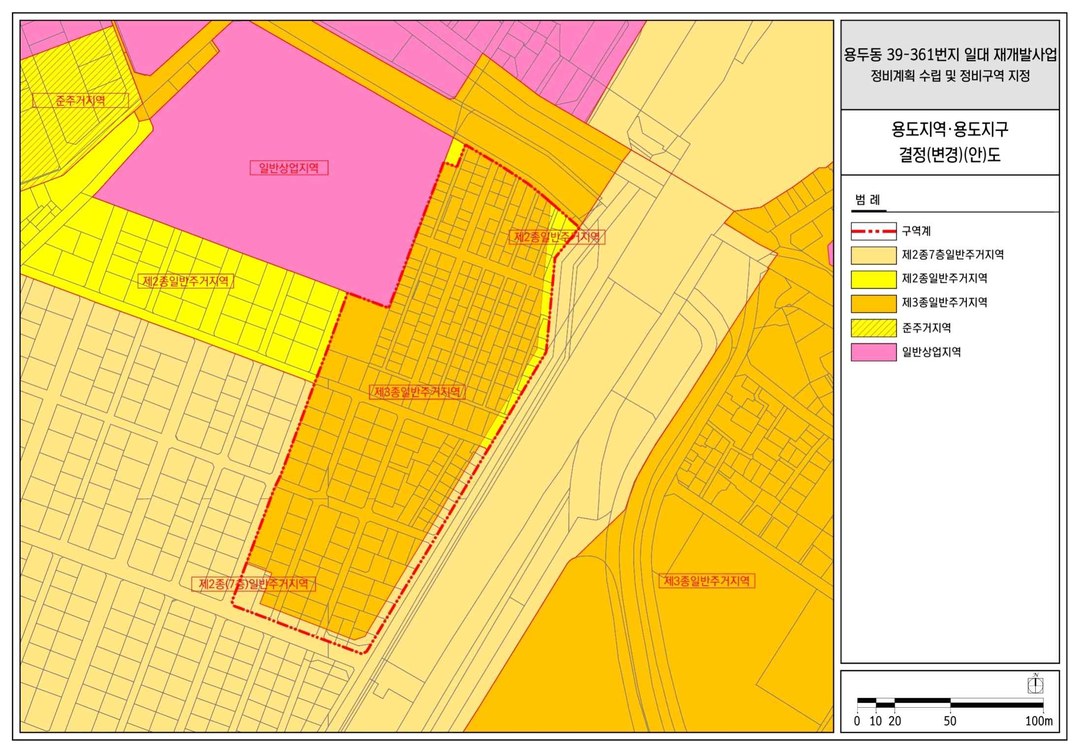 용두동 39-361번지 일대 재개발사업
정비계획 수립 및 정비구역 지정
용도지역·용도지구
결정(변경)(안)도
범 례
구역계
제2종7층일반주거지역
제2종일반주거지역
제3종일반주거지역
준주거지역
일반상업지역
준주거지역
일반상업지역
제2종일반주거지역
제2종일반주거지역
제3종일반주거지역
제2종(7층)일반주거지역
제3종일반주거지역
N
0 10 20 50 100m